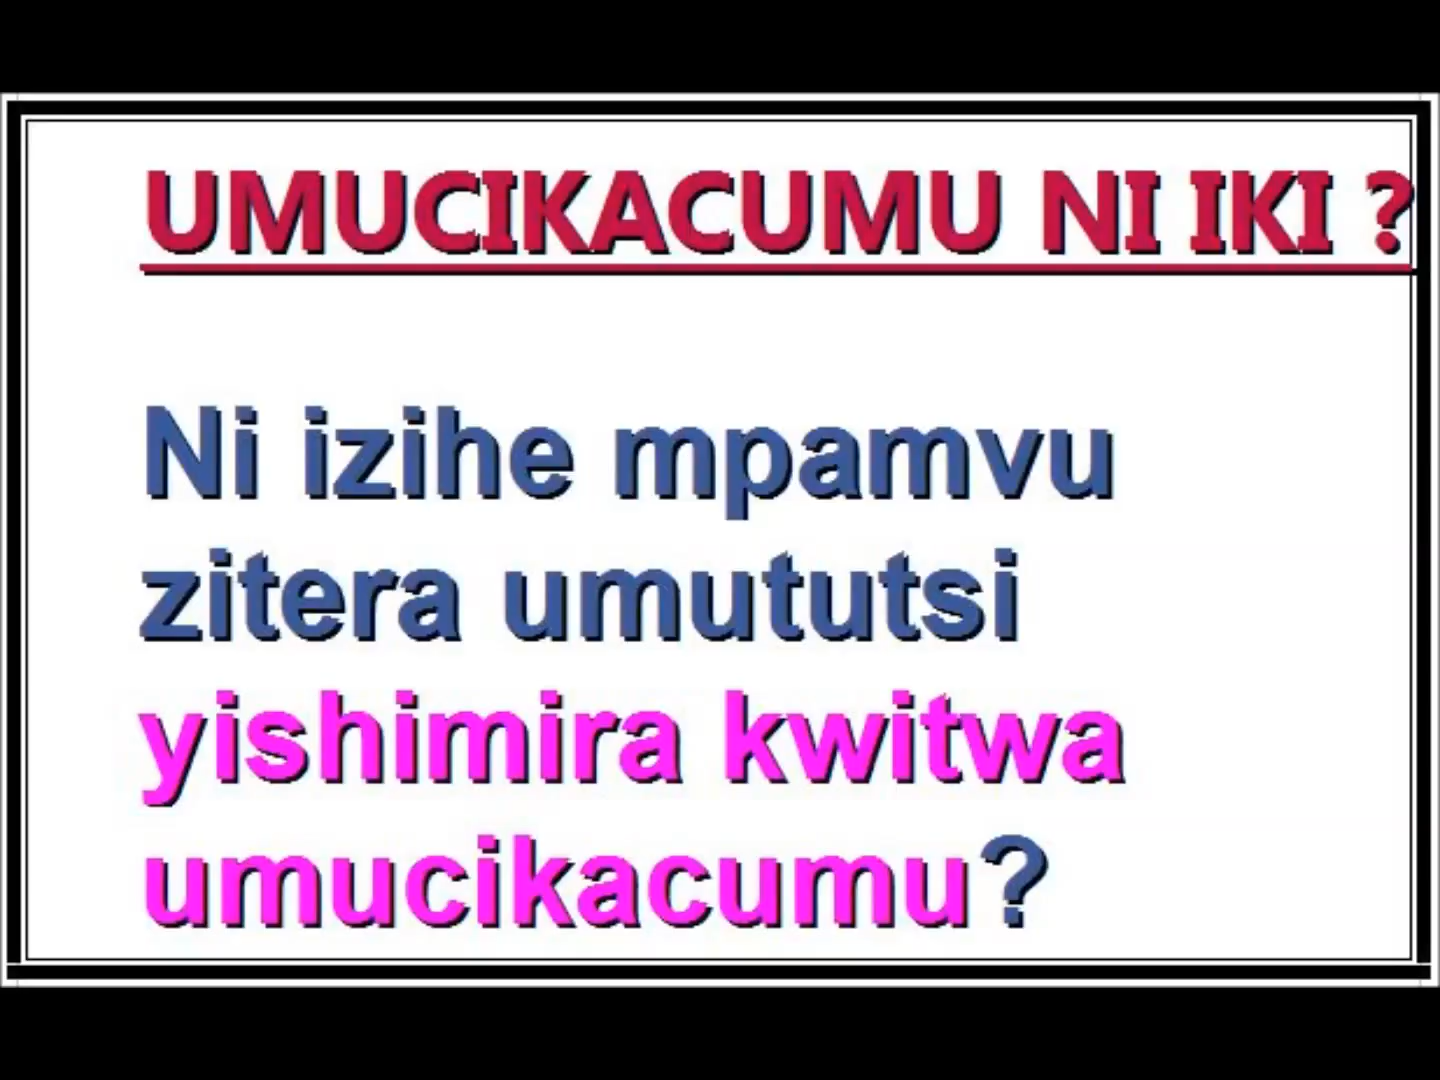 UMUCIKACUMU NI IKI ?
Ni izihe mpamvu
zitera umututsi
yishimira kwitwa
umucikacumu?